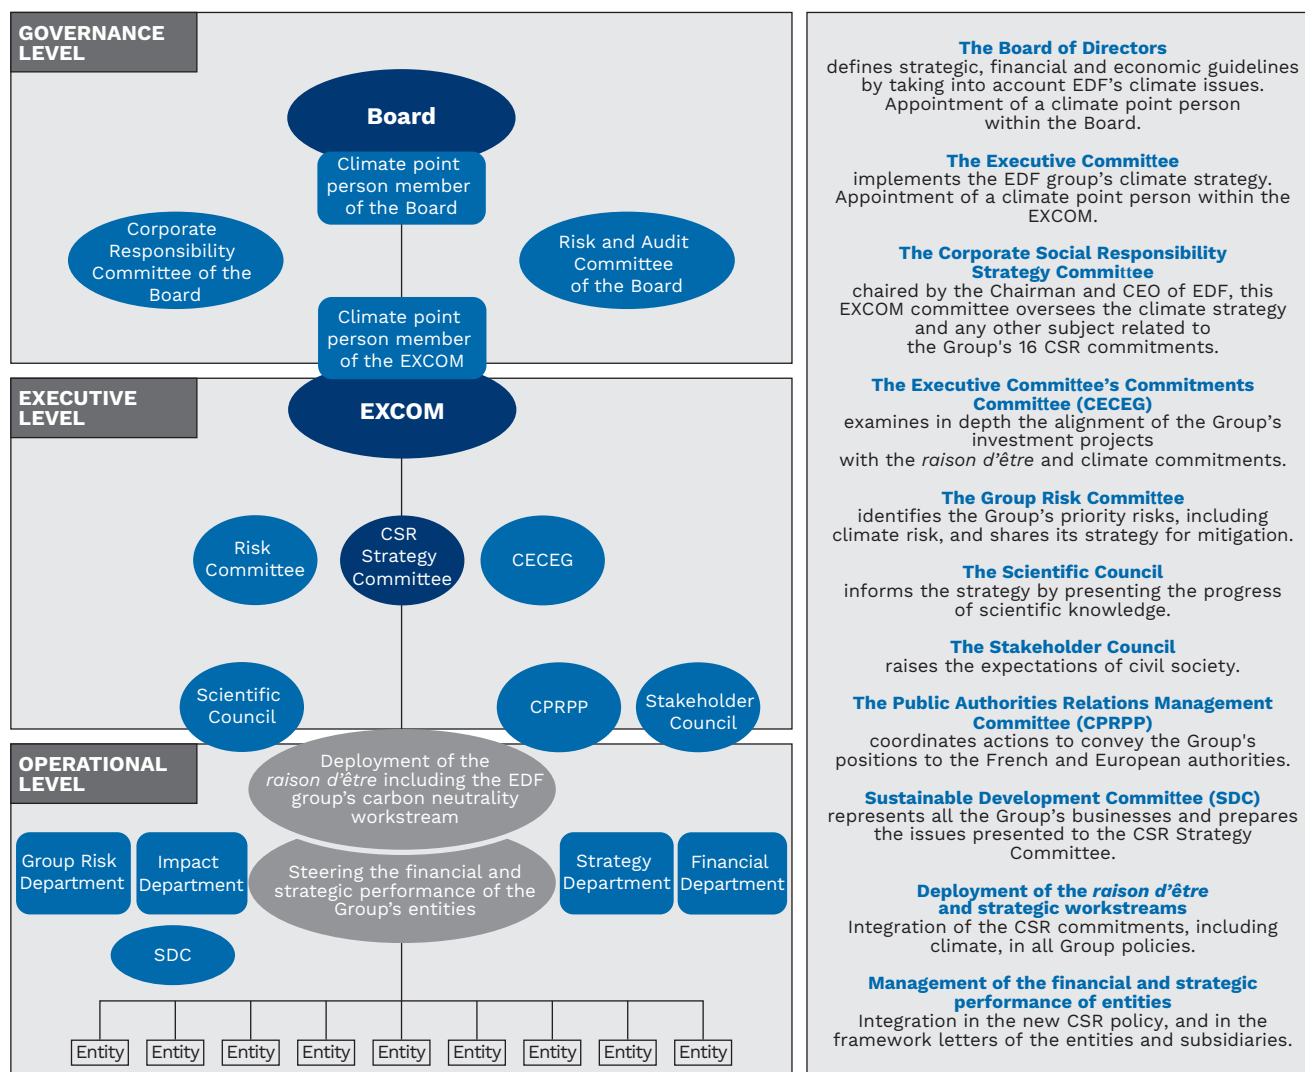 GOVERNANCE
LEVEL
Board
Climate point
person member
of the Board
Corporate
Responsibility
Committee of the
Board
Risk and Audit
Committee
of the Board
Climate point
person member
of the EXCOM
EXECUTIVE
LEVEL
EXCOM
Risk
Committee
CSR
Strategy
Committee
CECEG
Scientific
Council
CPRPP
Stakeholder
Council
OPERATIONAL
LEVEL
Deployment of the
raison d’être including the EDF
group’s carbon neutrality
workstream
Group Risk
Department
Impact
Department
Steering the financial and
strategic performance of the
Group’s entities
Strategy
Department
Financial
Department
SDC
Entity
Entity
Entity
Entity
Entity
Entity
Entity
Entity
Entity
The Board of Directors
defines strategic, financial and economic guidelines
by taking into account EDF’s climate issues.
Appointment of a climate point person
within the Board.
The Executive Committee
implements the EDF group’s climate strategy.
Appointment of a climate point person within the
EXCOM.
The Corporate Social Responsibility
Strategy Committee
chaired by the Chairman and CEO of EDF, this
EXCOM committee oversees the climate strategy
and any other subject related to
the Group's 16 CSR commitments.
The Executive Committee’s Commitments
Committee (CECEG)
examines in depth the alignment of the Group’s
investment projects
with the raison d’être and climate commitments.
The Group Risk Committee
identifies the Group’s priority risks, including
climate risk, and shares its strategy for mitigation.
The Scientific Council
informs the strategy by presenting the progress
of scientific knowledge.
The Stakeholder Council
raises the expectations of civil society.
The Public Authorities Relations Management
Committee (CPRPP)
coordinates actions to convey the Group's
positions to the French and European authorities.
Sustainable Development Committee (SDC)
represents all the Group’s businesses and prepares
the issues presented to the CSR Strategy
Committee.
Deployment of the raison d’être
and strategic workstreams
Integration of the CSR commitments, including
climate, in all Group policies.
Management of the financial and strategic
performance of entities
Integration in the new CSR policy, and in the
framework letters of the entities and subsidiaries.